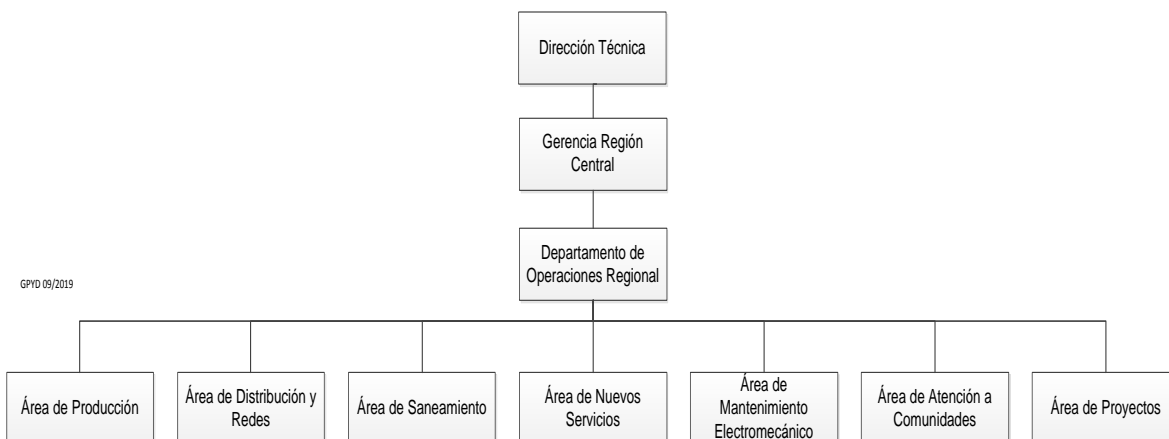 Dirección Técnica
Gerencia Región
Central
Departamento de
Operaciones Regional
GPYD 09/2019
Área de Producción
Área de Distribución y
Redes
Área de Saneamiento
Área de Nuevos
Servicios
Área de
Mantenimiento
Electromecánico
Área de Atención a
Comunidades
Área de Proyectos